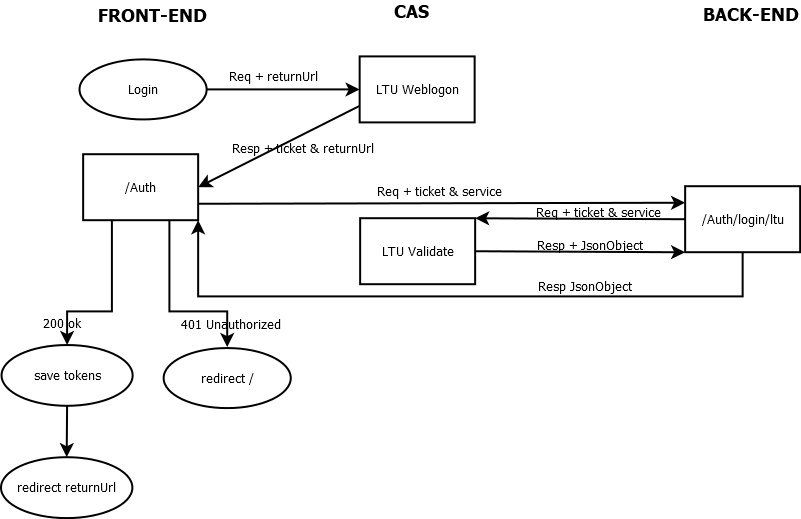 FRONT-END
CAS
BACK-END
Login
Req + returnUrl
LTU Weblogon
Resp + ticket & returnUrl
/Auth
Req + ticket & service
Req + ticket & service
/Auth/login/ltu
LTU Validate
Resp + JsonObject
Resp JsonObject
200 ok
401 Unauthorized
save tokens
redirect /
redirect returnUrl